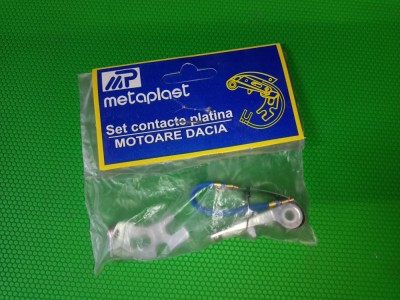 MP
metaplast
Set contacte platina
MOTOARE DACIA